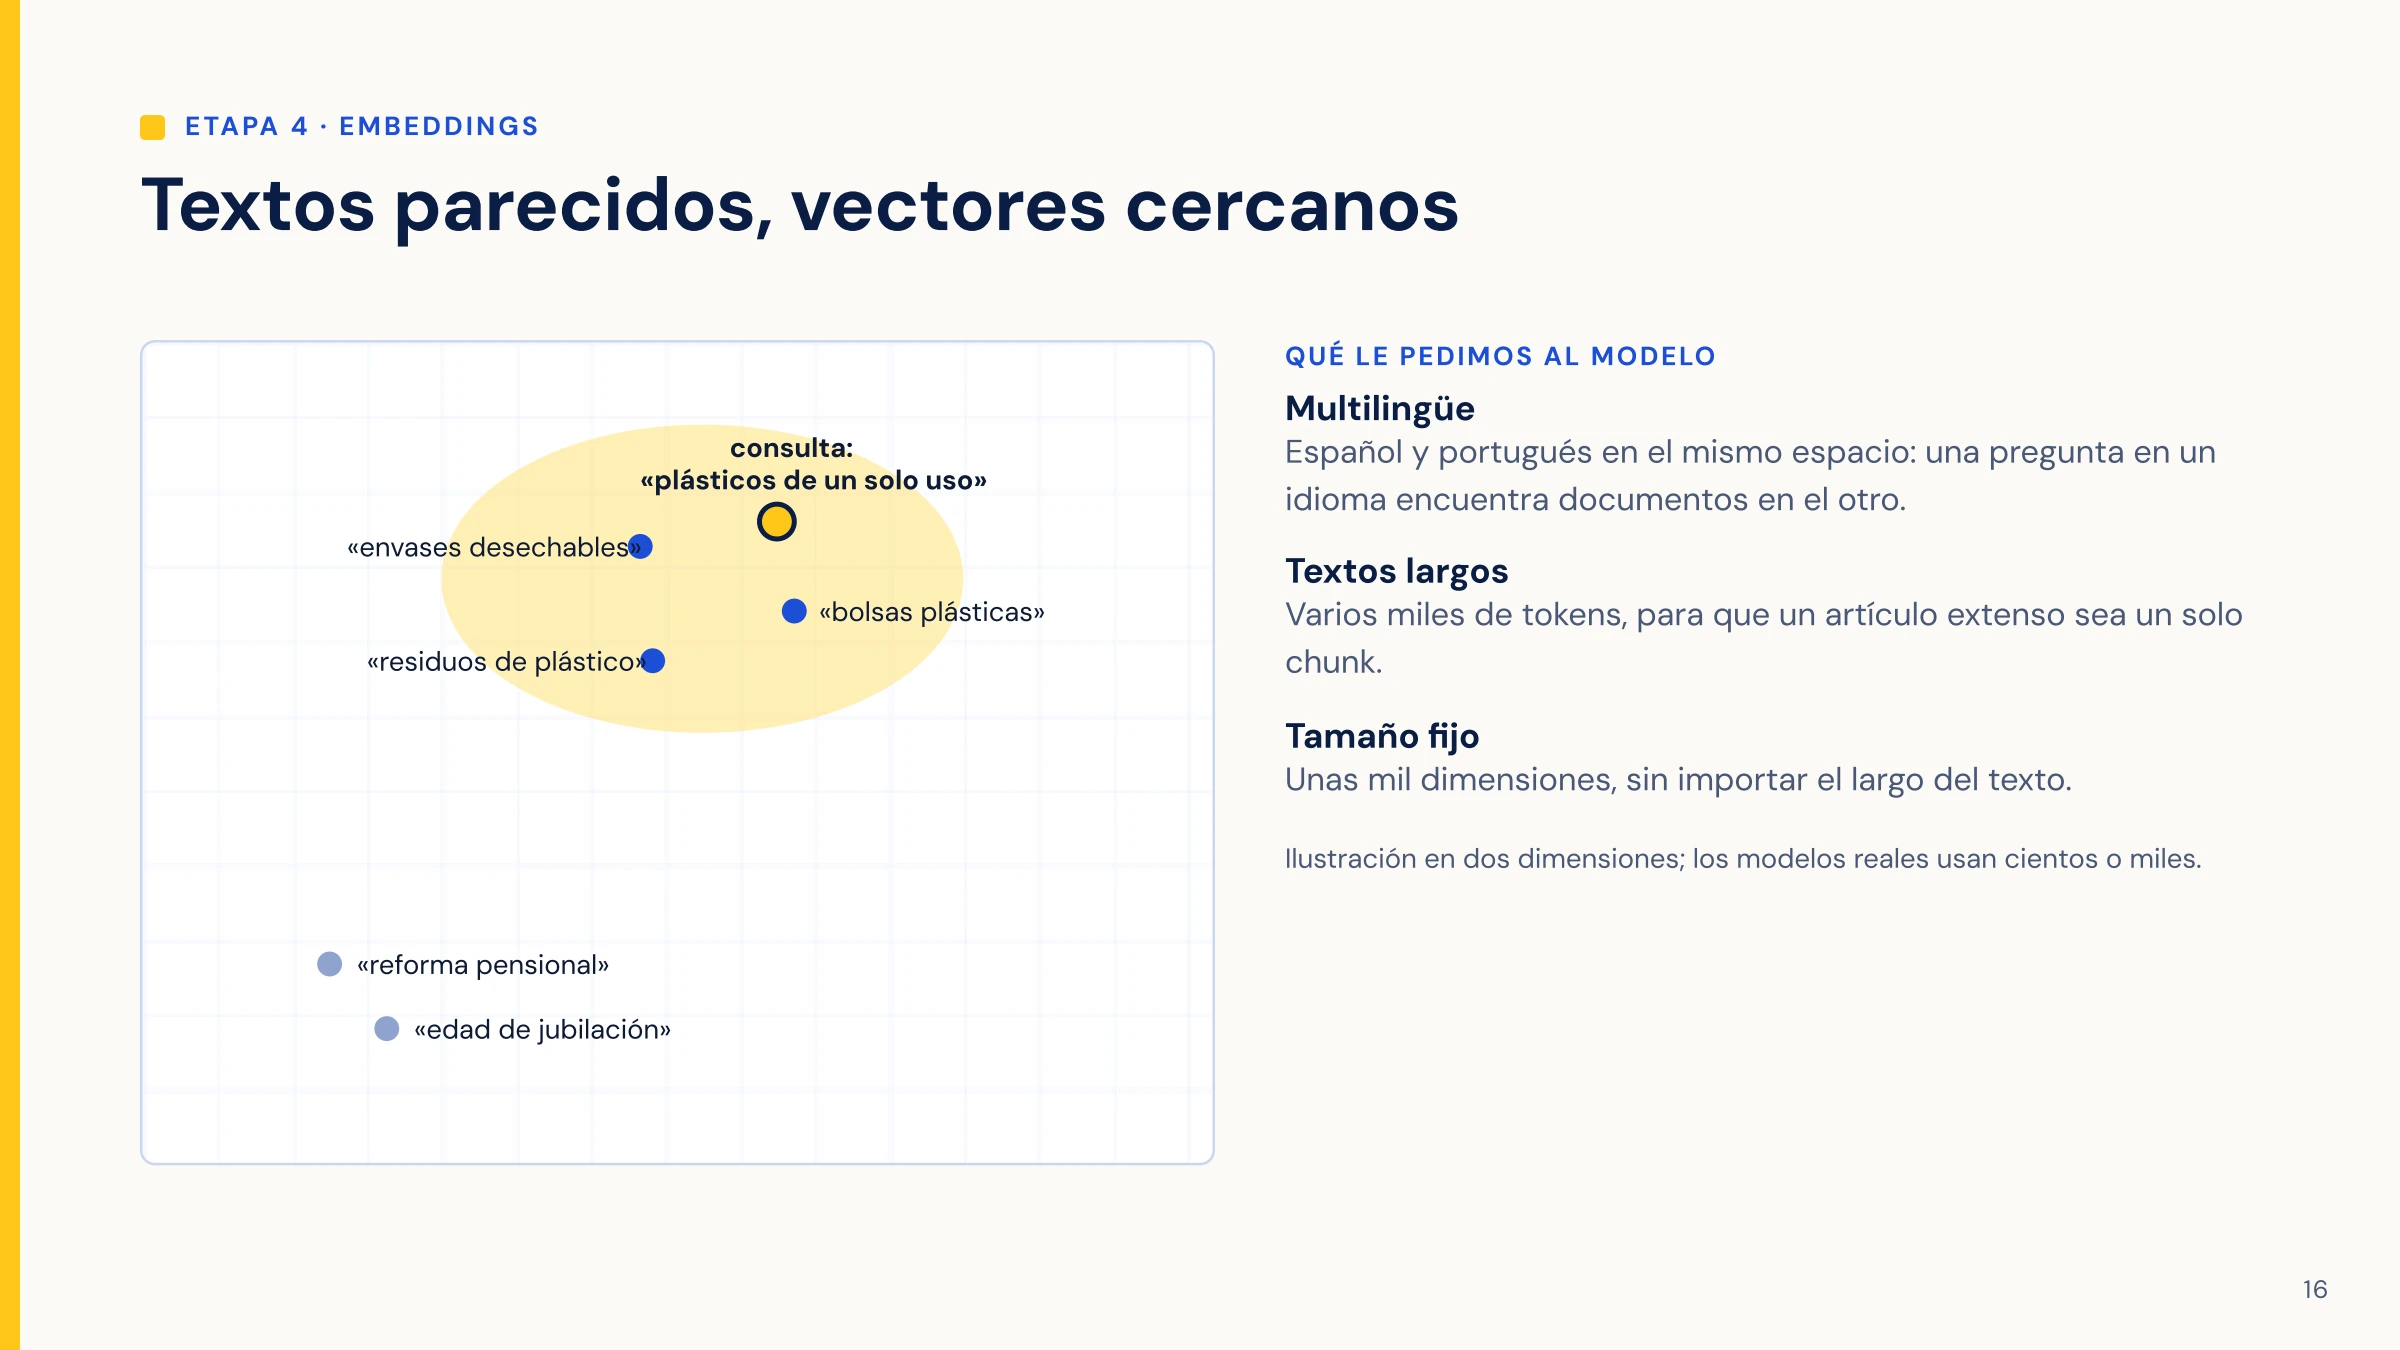 ETAPA 4 · EMBEDDINGS
Textos parecidos, vectores cercanos
consulta:
«plásticos de un solo uso»
«envases desechables»
«bolsas plásticas»
«residuos de plástico»
«reforma pensional»
«edad de jubilación»
QUÉ LE PEDIMOS AL MODELO
Multilingüe
Español y portugués en el mismo espacio: una pregunta en un
idioma encuentra documentos en el otro.
Textos largos
Varios miles de tokens, para que un artículo extenso sea un solo
chunk.
Tamaño fijo
Unas mil dimensiones, sin importar el largo del texto.
Ilustración en dos dimensiones; los modelos reales usan cientos o miles.
16